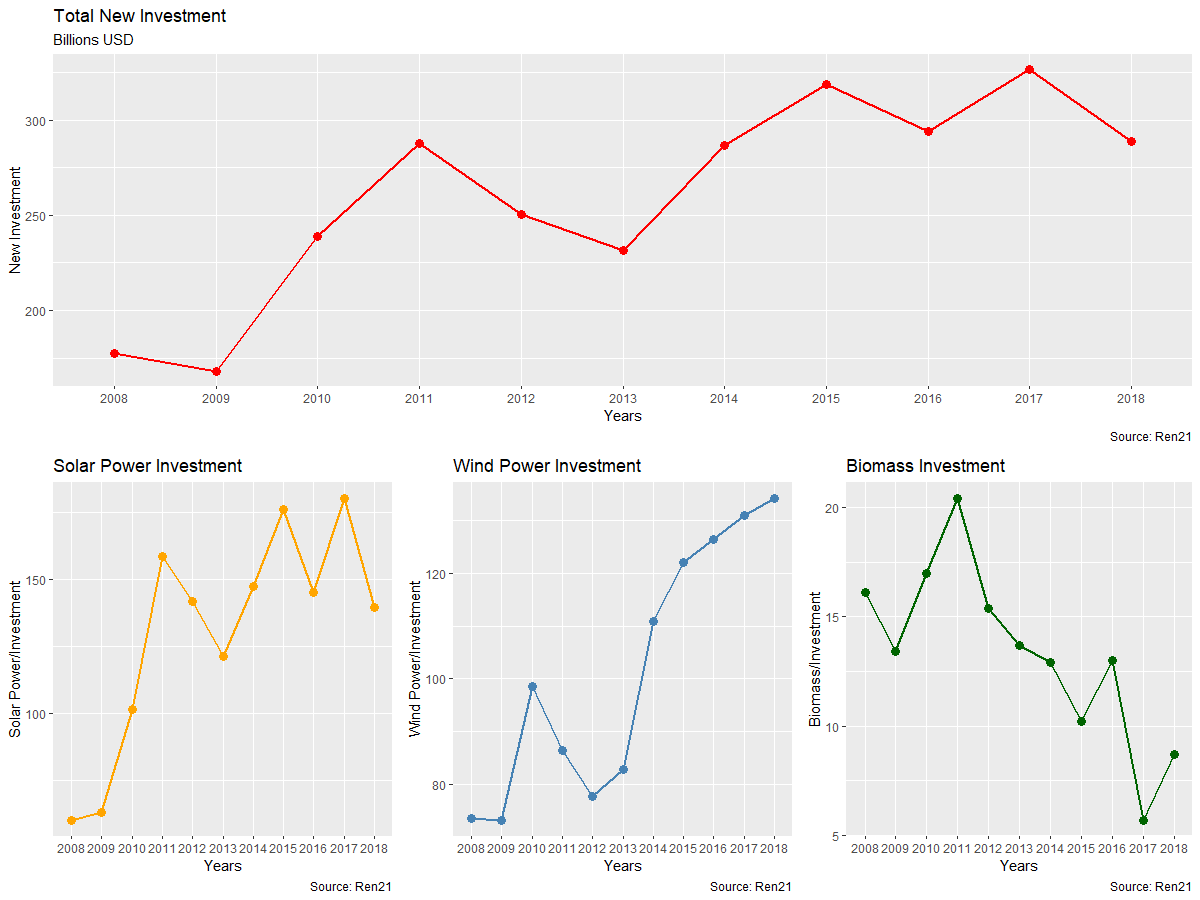 Total New Investment
Billions USD
New Investment
300
250
200
2008 2009 2010 2011 2012 2013 2014 2015 2016 2017 2018
Years
Source: Ren21
Solar Power Investment
Solar Power/Investment
150
100
2008 2009 2010 2011 2012 2013 2014 2015 2016 2017 2018
Years
Source: Ren21
Wind Power Investment
Wind Power/Investment
120
100
80
2008 2009 2010 2011 2012 2013 2014 2015 2016 2017 2018
Years
Source: Ren21
Biomass Investment
Biomass/Investment
20
15
10
5
2008 2009 2010 2011 2012 2013 2014 2015 2016 2017 2018
Years
Source: Ren21